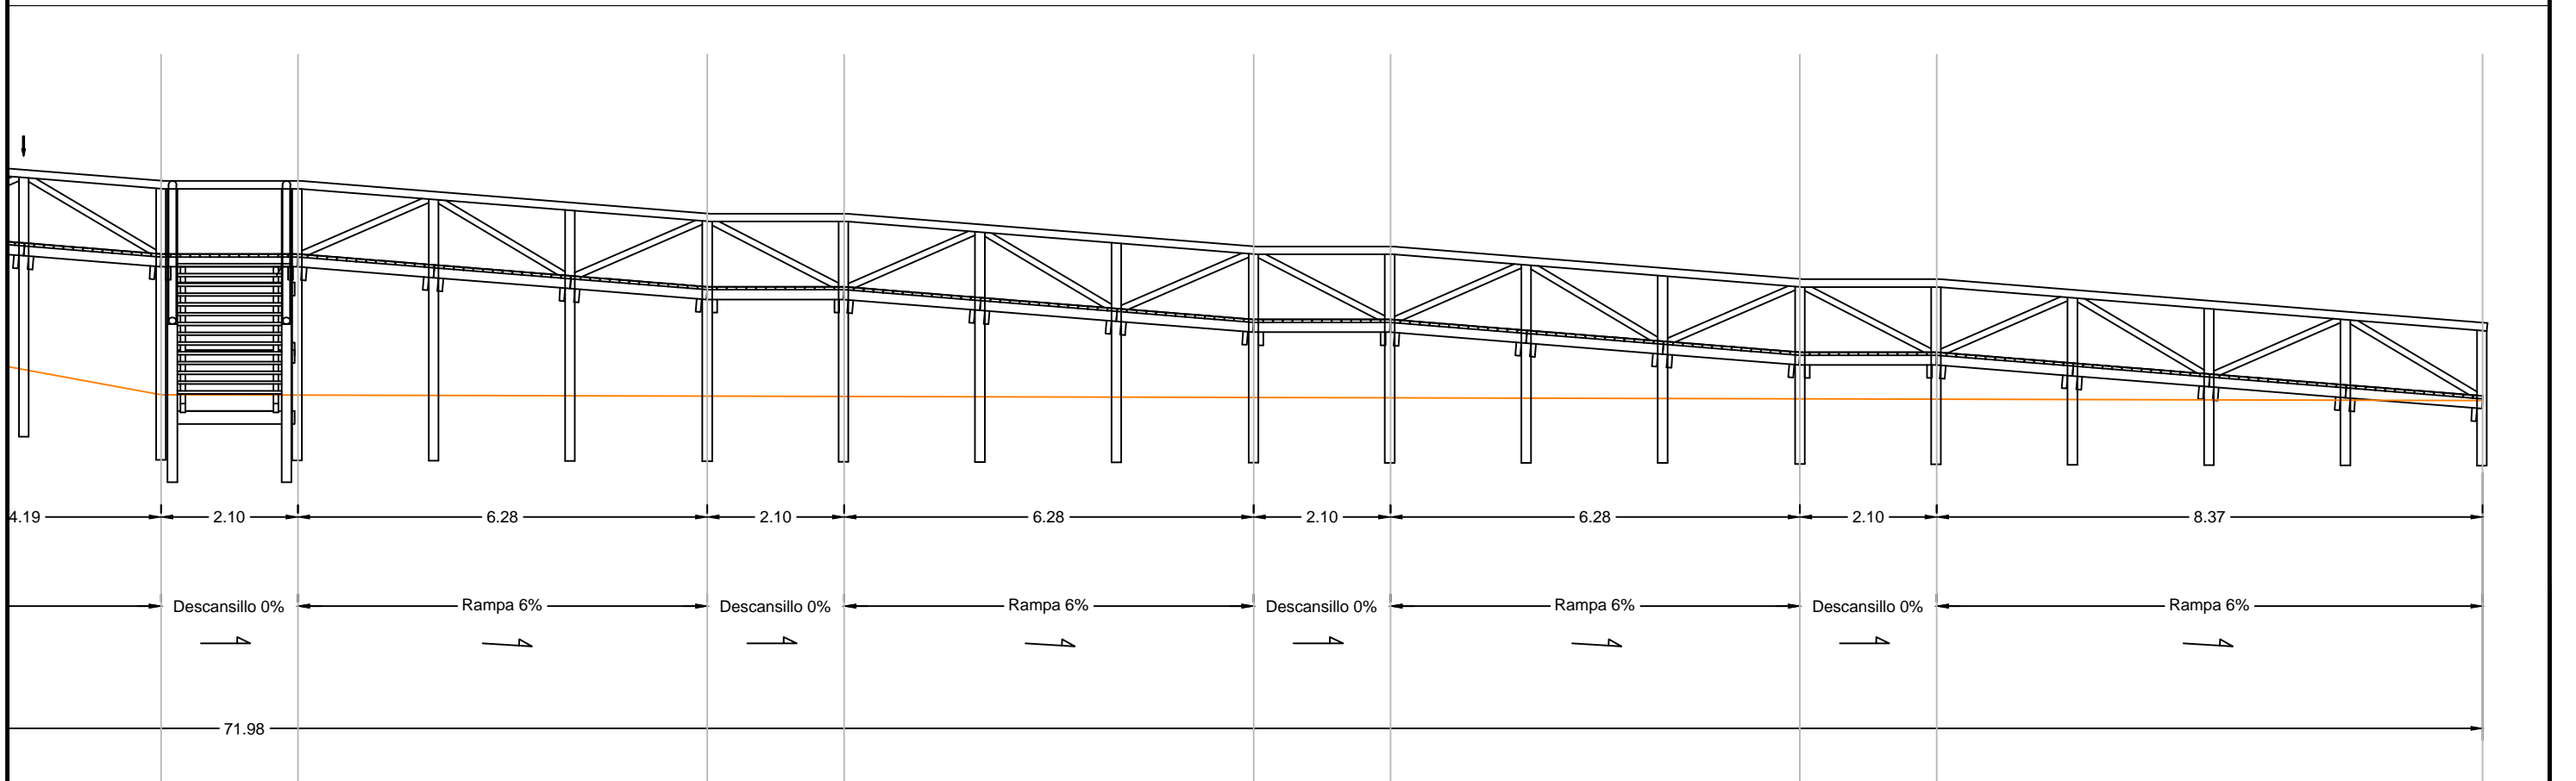 4.19 2.10 6.28 2.10 6.28 2.10 6.28 2.10 8.37
Descansillo 0% Rampa 6% Descansillo 0% Rampa 6% Descansillo 0% Rampa 6% Descansillo 0% Rampa 6%
71.98